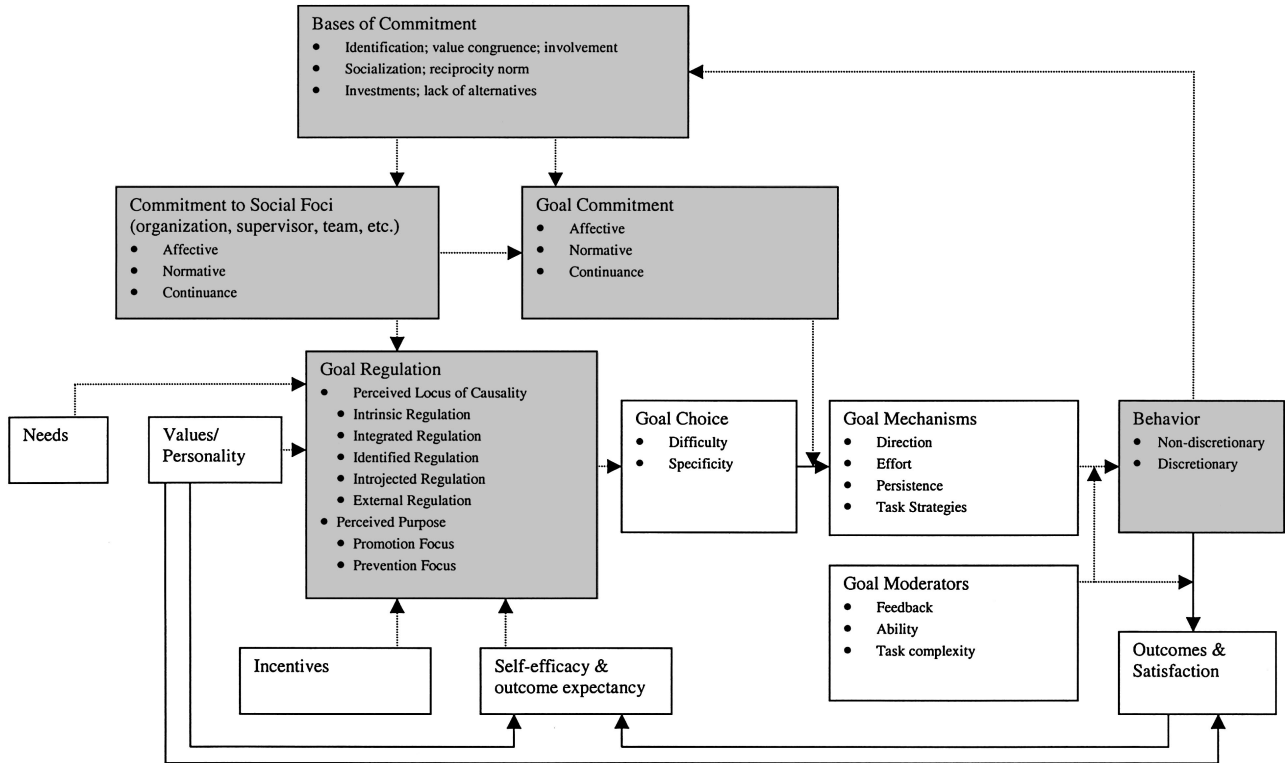 Bases of Commitment
Identification; value congruence; involvement
Socialization; reciprocity norm
Investments; lack of alternatives
Commitment to Social Foci
(organization, supervisor, team, etc.)
Affective
Normative
Continuance
Goal Commitment
Affective
Normative
Continuance
Needs
Values/
Personality
Goal Regulation
Perceived Locus of Causality
Intrinsic Regulation
Integrated Regulation
Identified Regulation
Introjected Regulation
External Regulation
Perceived Purpose
Promotion Focus
Prevention Focus
Goal Choice
Difficulty
Specificity
Goal Mechanisms
Direction
Effort
Persistence
Task Strategies
Behavior
Non-discretionary
Discretionary
Goal Moderators
Feedback
Ability
Task complexity
Incentives
Self-efficacy &
outcome expectancy
Outcomes &
Satisfaction